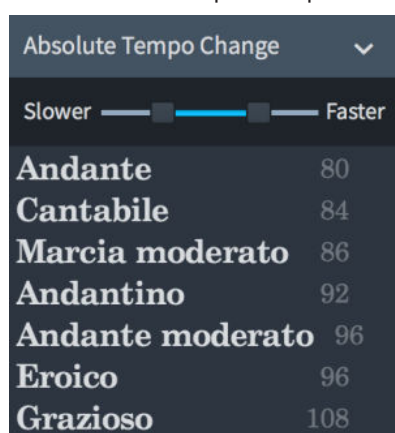 Absolute Tempo Change
Slower Faster
Andante 80
Cantabile 84
Marcia moderato 86
Andantino 92
Andante moderato 96
Eroico 96
Grazioso 108